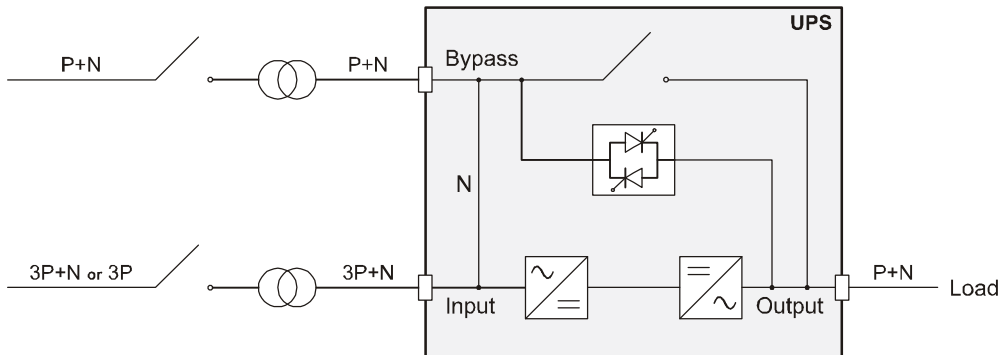 UPS
P+N
P+N
Bypass
N
3P+N or 3P
3P+N
Input
Output
P+N
Load